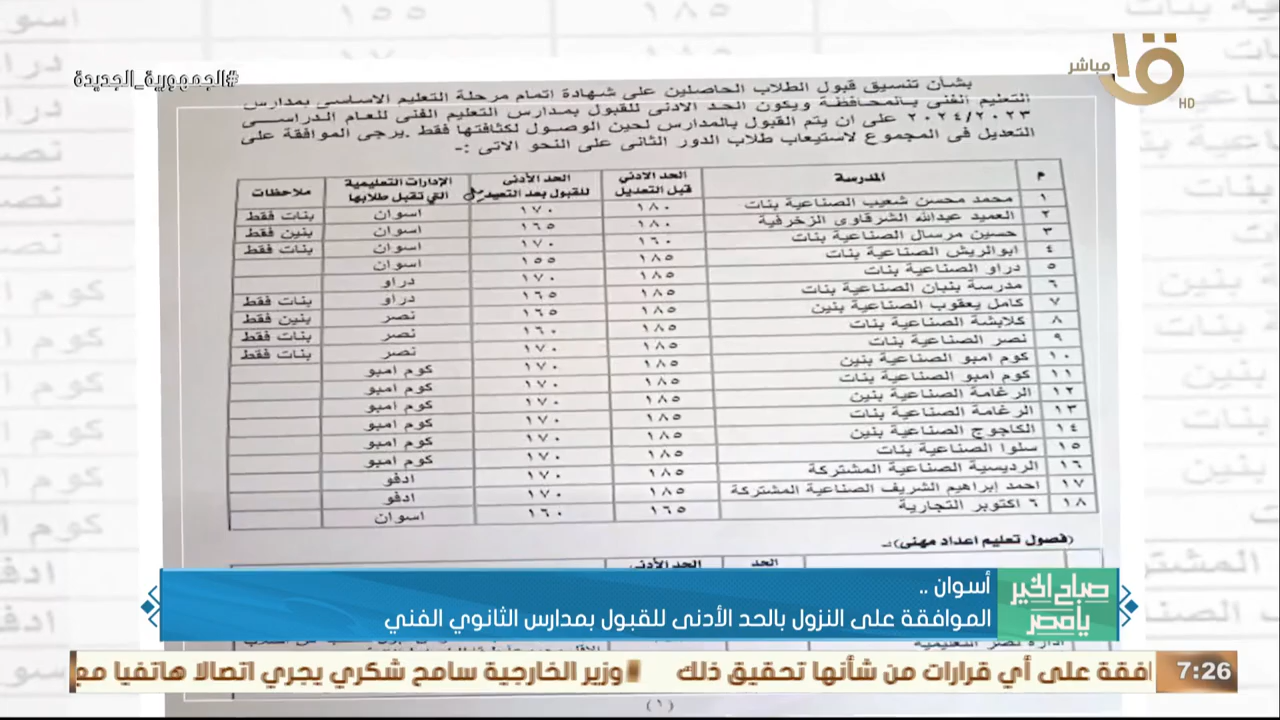 #الجمهورية_الجديدة
مباشر
HD
بشأن تنسيق قبول الطلاب الحاصلين على شهادة اتمام مرحلة التعليم الاساسى بمدارس
التعليم الفنى بالمحافظة ويكون الحد الادنى للقبول بمدارس التعليم الفنى للعام الدراسى
٢٠٢٤/٢٠٢٣ على ان يتم القبول بالمدارس لحين الوصول لكثافتها فقط .يرجى الموافقة على
التعديل فى المجموع لاستيعاب طلاب الدور الثانى على النحو الاتى :-
م المدرسة الحد الادنى قبل التعديل الحد الأدنى للقبول بعد التعديل الإدارات التعليمية التي تقبل طلابها ملاحظات
١ محمد محسن شعيب الصناعية بنات ١٨٠ ١٧٠ اسوان بنات فقط
٢ العميد عبدالله الشرقاوى الزخرفية ١٨٠ ١٦٥ اسوان بنين فقط
٣ حسين مرسال الصناعية بنات ١٦٠ ١٧٠ اسوان بنات فقط
٤ ابوالريش الصناعية بنات ١٨٥ ١٥٥ اسوان
٥ دراو الصناعية بنات ١٨٥ ١٧٠ دراو
٦ مدرسة بنبان الصناعية بنات ١٨٥ ١٦٥ دراو بنات فقط
٧ كامل يعقوب الصناعية بنين ١٨٥ ١٦٥ نصر بنين فقط
٨ كلابشة الصناعية بنات ١٨٥ ١٦٠ نصر بنات فقط
٩ نصر الصناعية بنات ١٨٥ ١٧٠ نصر بنات فقط
١٠ كوم امبو الصناعية بنين ١٨٥ ١٧٠ كوم امبو
١١ كوم امبو الصناعية بنات ١٨٥ ١٧٠ كوم امبو
١٢ الرغامة الصناعية بنين ١٨٥ ١٧٠ كوم امبو
١٣ الرغامة الصناعية بنات ١٨٥ ١٧٠ كوم امبو
١٤ الكاجوج الصناعية بنين ١٨٥ ١٧٠ كوم امبو
١٥ سلوا الصناعية بنات ١٨٥ ١٧٠ كوم امبو
١٦ الرديسية الصناعية المشتركة ١٨٥ ١٧٠ ادفو
١٧ احمد إبراهيم الشريف الصناعية المشتركة ١٨٥ ١٧٠ ادفو
١٨ ٦ اكتوبر التجارية ١٦٥ ١٦٠ اسوان
(فصول تعليم اعداد مهنى):-
الحد الحد الأدنى
صباح الخير يا مصر
أسوان ..
الموافقة على النزول بالحد الأدنى للقبول بمدارس الثانوي الفني
ادارة نصر التعليمية
7:26
افقة على أي قرارات من شأنها تحقيق ذلك وزير الخارجية سامح شكري يجري اتصالا هاتفيا مع
(١)